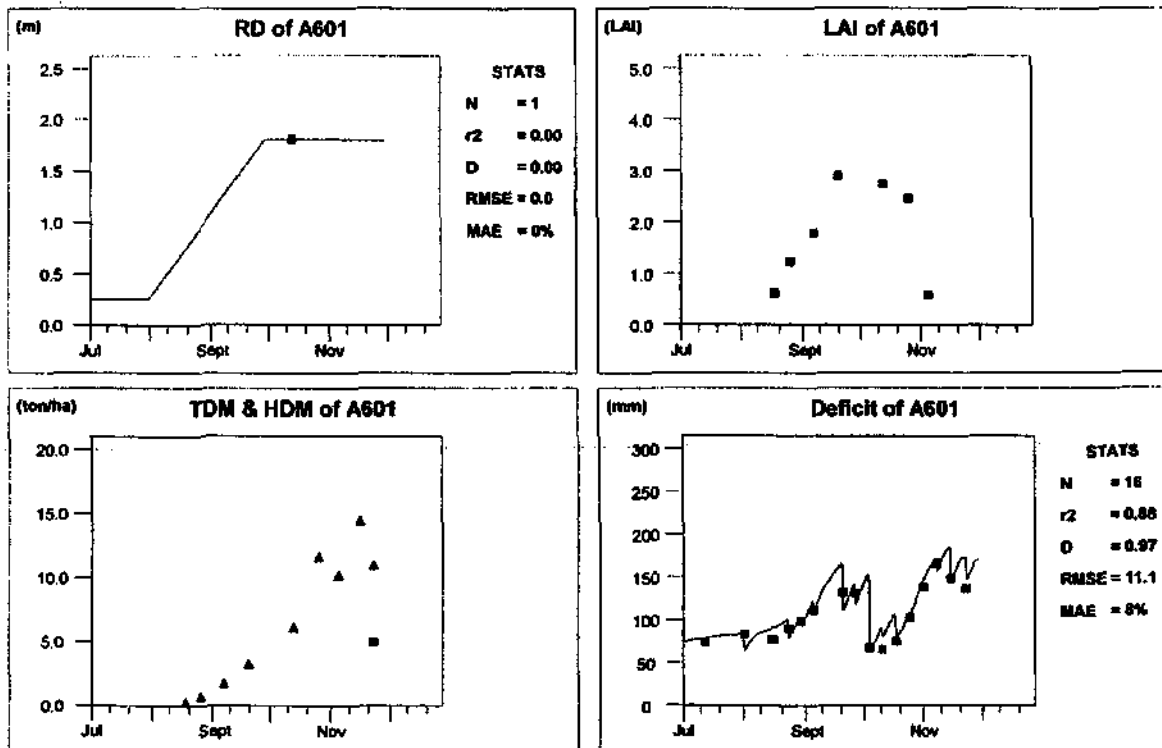 (m) RD of A601
2.5
2.0
1.5
1.0
0.5
0.0
Jul Sept Nov
STATS
N = 1
r2 = 0.00
D = 0.00
RMSE = 0.0
MAE = 0%
(LAI) LAI of A601
5.0
4.0
3.0
2.0
1.0
0.0
Jul Sept Nov
(ton/ha) TDM & HDM of A601
20.0
15.0
10.0
5.0
0.0
Jul Sept Nov
(mm) Deficit of A601
300
250
200
150
100
50
0
Jul Sept Nov
STATS
N = 16
r2 =
D = 0.97
RMSE = 11.1
MAE = 8%